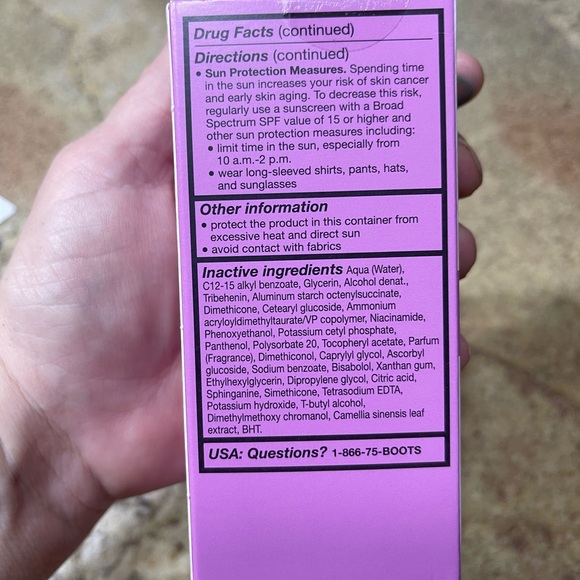 Drug Facts (continued)
Directions (continued)
• Sun Protection Measures. Spending time
in the sun increases your risk of skin cancer
and early skin aging. To decrease this risk,
regularly use a sunscreen with a Broad
Spectrum SPF value of 15 or higher and
other sun protection measures including:
• limit time in the sun, especially from
10 a.m.-2 p.m.
• wear long-sleeved shirts, pants, hats,
and sunglasses
Other information
• protect the product in this container from
excessive heat and direct sun
• avoid contact with fabrics
Inactive ingredients Aqua (Water),
C12-15 alkyl benzoate, Glycerin, Alcohol denat.,
Tribehenin, Aluminum starch octenylsuccinate,
Dimethicone, Cetearyl glucoside, Ammonium
acryloyldimethyltaurate/VP copolymer, Niacinamide,
Phenoxyethanol, Potassium cetyl phosphate,
Panthenol, Polysorbate 20, Tocopheryl acetate, Parfum
(Fragrance), Dimethiconol, Caprylyl glycol, Ascorbyl
glucoside, Sodium benzoate, Bisabolol, Xanthan gum,
Ethylhexylglycerin, Dipropylene glycol, Citric acid,
Sphinganine, Simethicone, Tetrasodium EDTA,
Potassium hydroxide, T-butyl alcohol,
Dimethylmethoxy chromanol, Camellia sinensis leaf
extract, BHT.
USA: Questions? 1-866-75-BOOTS